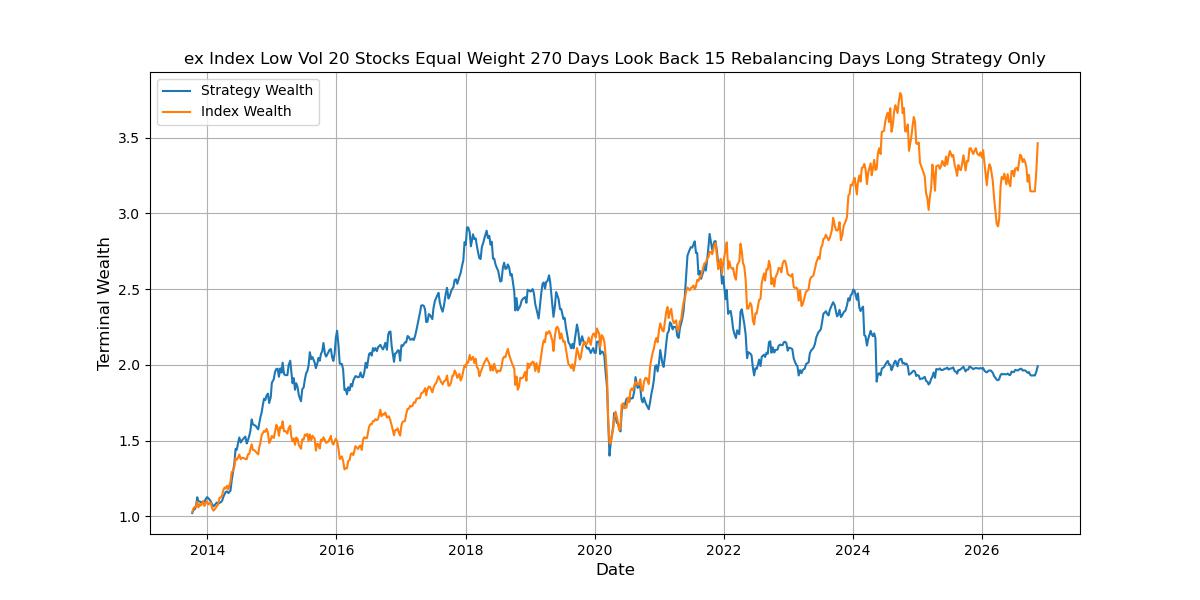 ex Index Low Vol 20 Stocks Equal Weight 270 Days Look Back 15 Rebalancing Days Long Strategy Only
Strategy Wealth
Index Wealth
Terminal Wealth
3.5
3.0
2.5
2.0
1.5
1.0
2014 2016 2018 2020 2022 2024 2026
Date